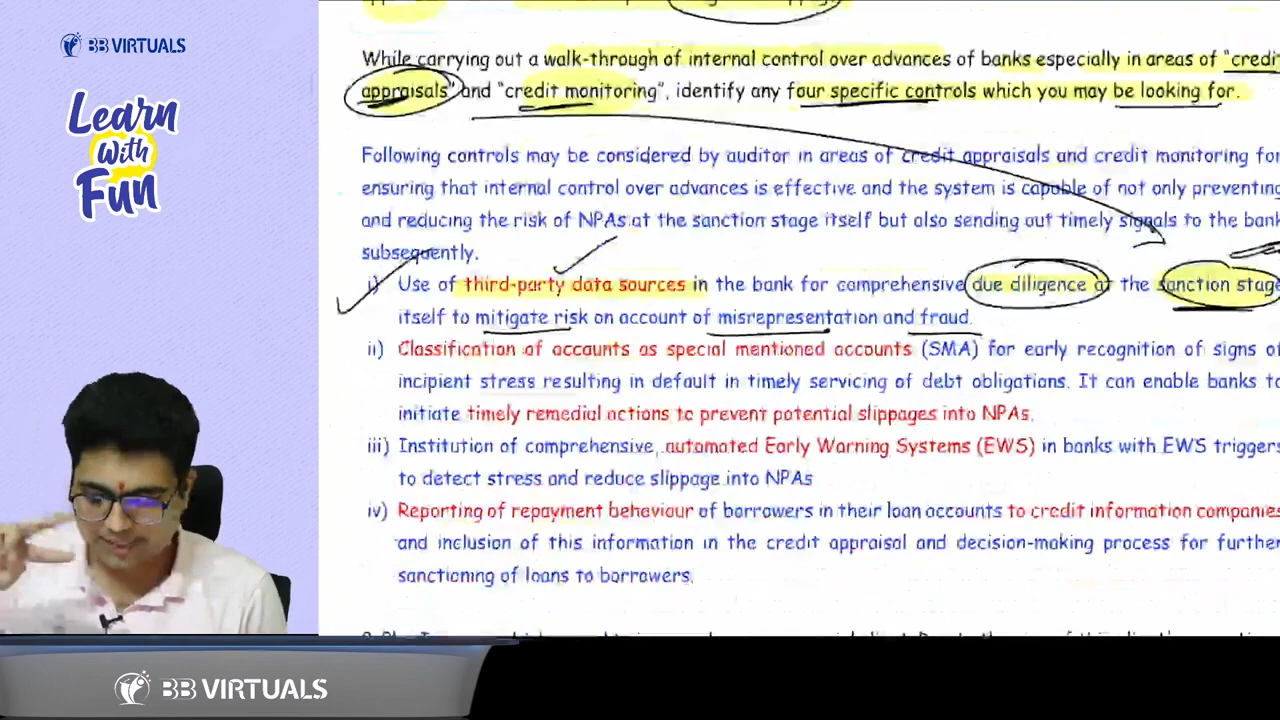 BB VIRTUALS
Learn
with
Fun
While carrying out a walk-through of internal control over advances of banks especially in areas of "credi
appraisals" and "credit monitoring", identify any four specific controls which you may be looking for.
Following controls may be considered by auditor in areas of credit appraisals and credit monitoring for
ensuring that internal control over advances is effective and the system is capable of not only preventing
and reducing the risk of NPAs at the sanction stage itself but also sending out timely signals to the bank
subsequently.
i) Use of third-party data sources in the bank for comprehensive due diligence at the sanction stage
itself to mitigate risk on account of misrepresentation and fraud.
ii) Classification of accounts as special mentioned accounts (SMA) for early recognition of signs of
incipient stress resulting in default in timely servicing of debt obligations. It can enable banks to
initiate timely remedial actions to prevent potential slippages into NPAs.
iii) Institution of comprehensive, automated Early Warning Systems (EWS) in banks with EWS triggers
to detect stress and reduce slippage into NPAs
iv) Reporting of repayment behaviour of borrowers in their loan accounts to credit information companies
and inclusion of this information in the credit appraisal and decision-making process for further
sanctioning of loans to borrowers.
BB VIRTUALS